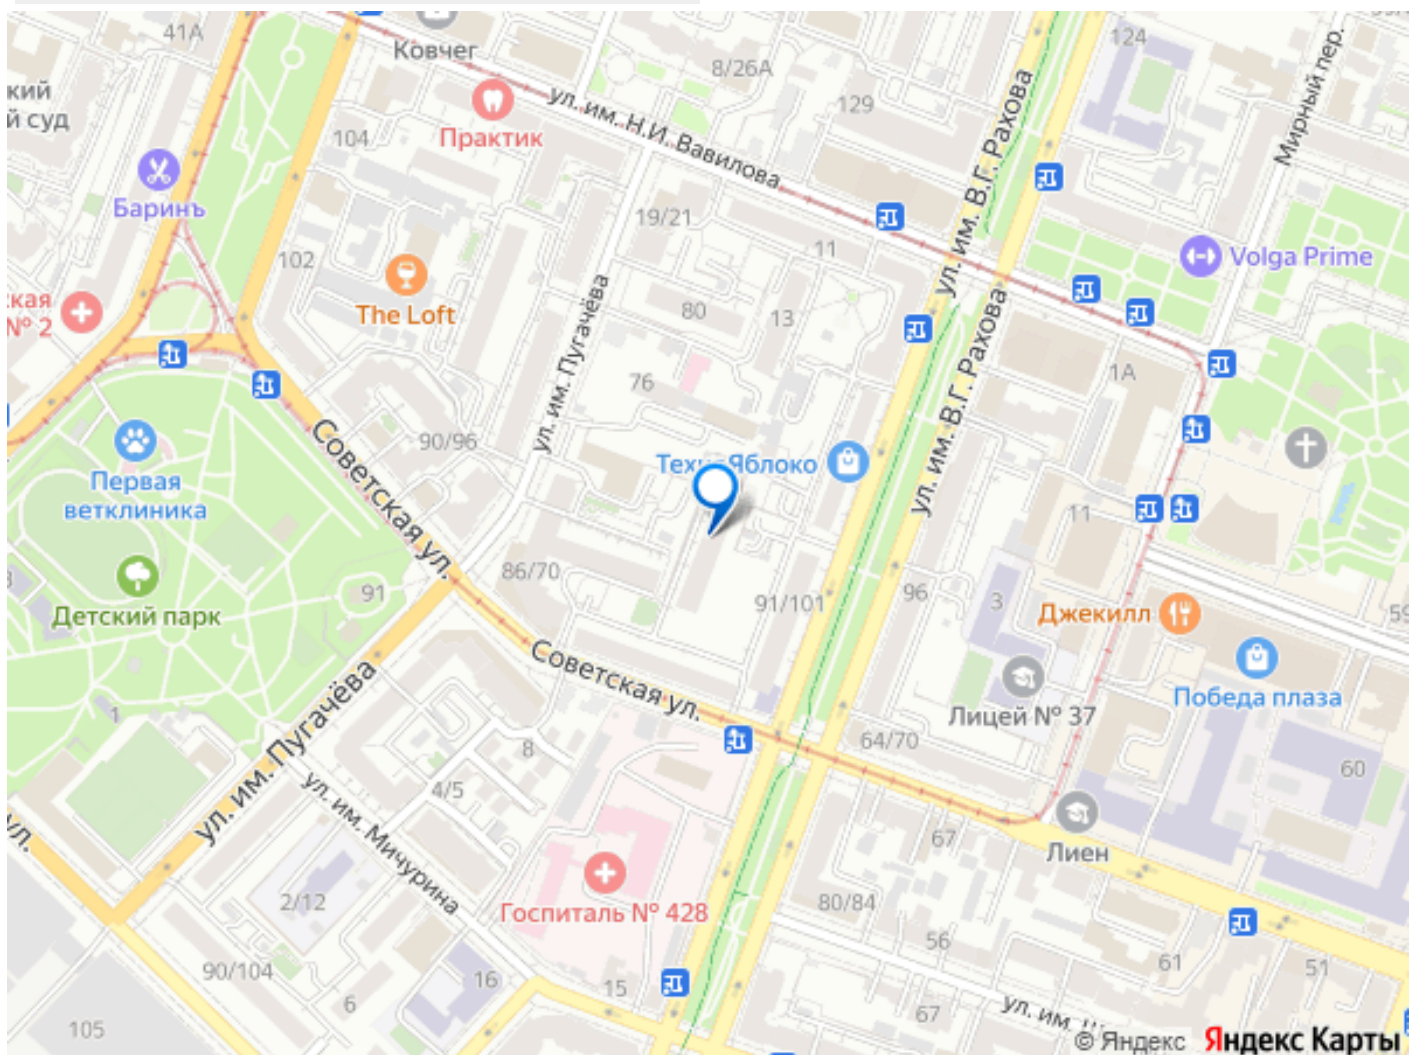 41А
Ковчег
8/26А
124
кий
й суд
Практик
ул. им. Н.И. Вавилова
129
ул. им. В.Г. Рахова
Мирный пер.
104
Баринъ
19/21
11
102
The Loft
Volga Prime
кая
№ 2
80
13
ул. им. Пугачёва
ул. им. В.Г. Рахова
76
1А
90/96
Советская ул.
Яблоко
Первая
ветклиника
11
86/70
91
91/101
96
3
Джекилл
59
Детский парк
Советская ул.
Победа плаза
Лицей № 37
1
ул. им. Пугачёва
8
64/70
60
4/5
ул. им. Мичурина
67
Лиен
ул.
2/12
Госпиталь № 428
80/84
56
90/104
16
61
51
6
15
67
ул. им.
105
© Яндекс
Яндекс Карты